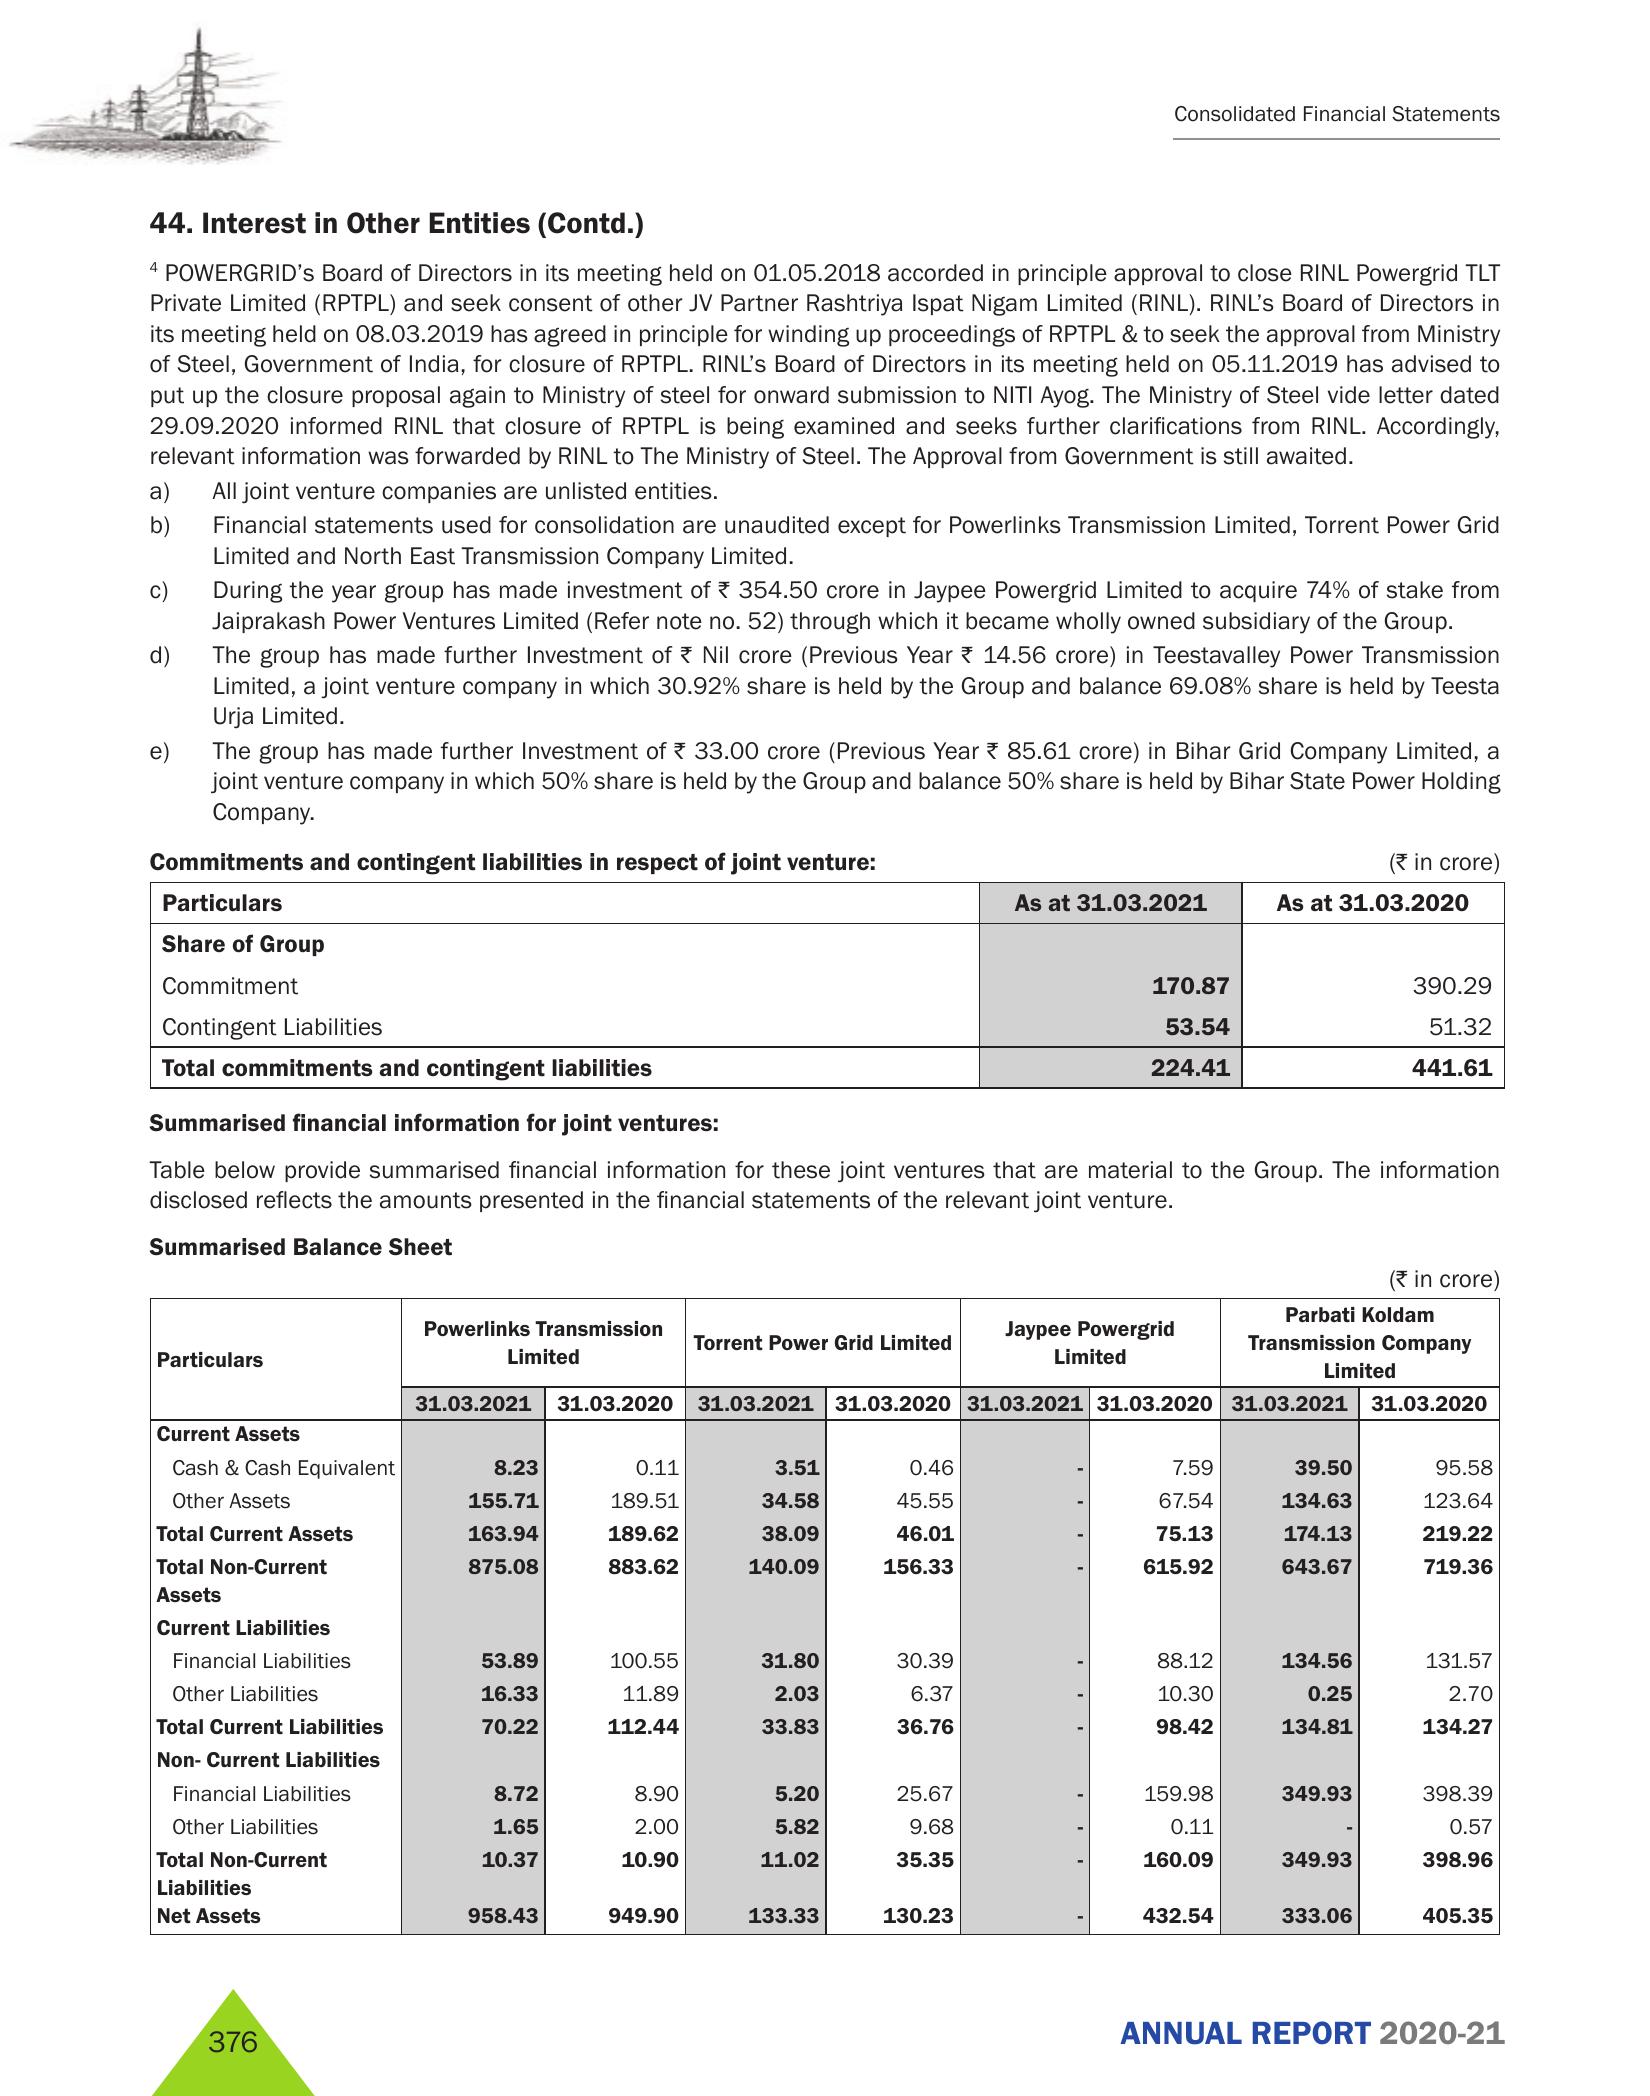 Consolidated Financial Statements
44. Interest in Other Entities (Contd.)
4 POWERGRID’s Board of Directors in its meeting held on 01.05.2018 accorded in principle approval to close RINL Powergrid TLT
Private Limited (RPTPL) and seek consent of other JV Partner Rashtriya Ispat Nigam Limited (RINL). RINL’s Board of Directors in
its meeting held on 08.03.2019 has agreed in principle for winding up proceedings of RPTPL & to seek the approval from Ministry
of Steel, Government of India, for closure of RPTPL. RINL’s Board of Directors in its meeting held on 05.11.2019 has advised to
put up the closure proposal again to Ministry of steel for onward submission to NITI Ayog. The Ministry of Steel vide letter dated
29.09.2020 informed RINL that closure of RPTPL is being examined and seeks further clarifications from RINL. Accordingly,
relevant information was forwarded by RINL to The Ministry of Steel. The Approval from Government is still awaited.
a) All joint venture companies are unlisted entities.
b) Financial statements used for consolidation are unaudited except for Powerlinks Transmission Limited, Torrent Power Grid
Limited and North East Transmission Company Limited.
c) During the year group has made investment of ₹ 354.50 crore in Jaypee Powergrid Limited to acquire 74% of stake from
Jaiprakash Power Ventures Limited (Refer note no. 52) through which it became wholly owned subsidiary of the Group.
d) The group has made further Investment of ₹ Nil crore (Previous Year ₹ 14.56 crore) in Teestavalley Power Transmission
Limited, a joint venture company in which 30.92% share is held by the Group and balance 69.08% share is held by Teesta
Urja Limited.
e) The group has made further Investment of ₹ 33.00 crore (Previous Year ₹ 85.61 crore) in Bihar Grid Company Limited, a
joint venture company in which 50% share is held by the Group and balance 50% share is held by Bihar State Power Holding
Company.
Commitments and contingent liabilities in respect of joint venture: (₹ in crore)
Particulars As at 31.03.2021 As at 31.03.2020
Share of Group
Commitment 170.87 390.29
Contingent Liabilities 53.54 51.32
Total commitments and contingent liabilities 224.41 441.61
Summarised financial information for joint ventures:
Table below provide summarised financial information for these joint ventures that are material to the Group. The information
disclosed reflects the amounts presented in the financial statements of the relevant joint venture.
Summarised Balance Sheet
(₹ in crore)
Particulars Powerlinks Transmission Limited Torrent Power Grid Limited Jaypee Powergrid Limited Parbati Koldam Transmission Company Limited
31.03.2021 31.03.2020 31.03.2021 31.03.2020 31.03.2021 31.03.2020 31.03.2021 31.03.2020
Current Assets
Cash & Cash Equivalent 8.23 0.11 3.51 0.46 - 7.59 39.50 95.58
Other Assets 155.71 189.51 34.58 45.55 - 67.54 134.63 123.64
Total Current Assets 163.94 189.62 38.09 46.01 - 75.13 174.13 219.22
Total Non-Current Assets 875.08 883.62 140.09 156.33 - 615.92 643.67 719.36
Current Liabilities
Financial Liabilities 53.89 100.55 31.80 30.39 - 88.12 134.56 131.57
Other Liabilities 16.33 11.89 2.03 6.37 - 10.30 0.25 2.70
Total Current Liabilities 70.22 112.44 33.83 36.76 - 98.42 134.81 134.27
Non- Current Liabilities
Financial Liabilities 8.72 8.90 5.20 25.67 - 159.98 349.93 398.39
Other Liabilities 1.65 2.00 5.82 9.68 - 0.11 - 0.57
Total Non-Current Liabilities 10.37 10.90 11.02 35.35 - 160.09 349.93 398.96
Net Assets 958.43 949.90 133.33 130.23 - 432.54 333.06 405.35
376
ANNUAL REPORT 2020-21